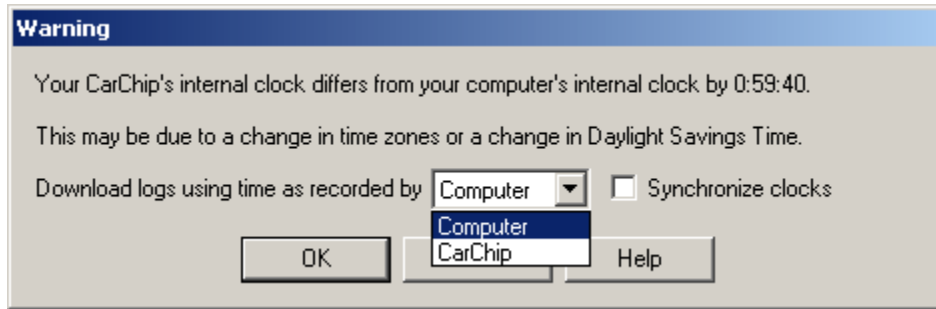 Warning
Your CarChip's internal clock differs from your computer's internal clock by 0:59:40.
This may be due to a change in time zones or a change in Daylight Savings Time.
Download logs using time as recorded by Computer Synchronize clocks
Computer
CarChip
OK Help